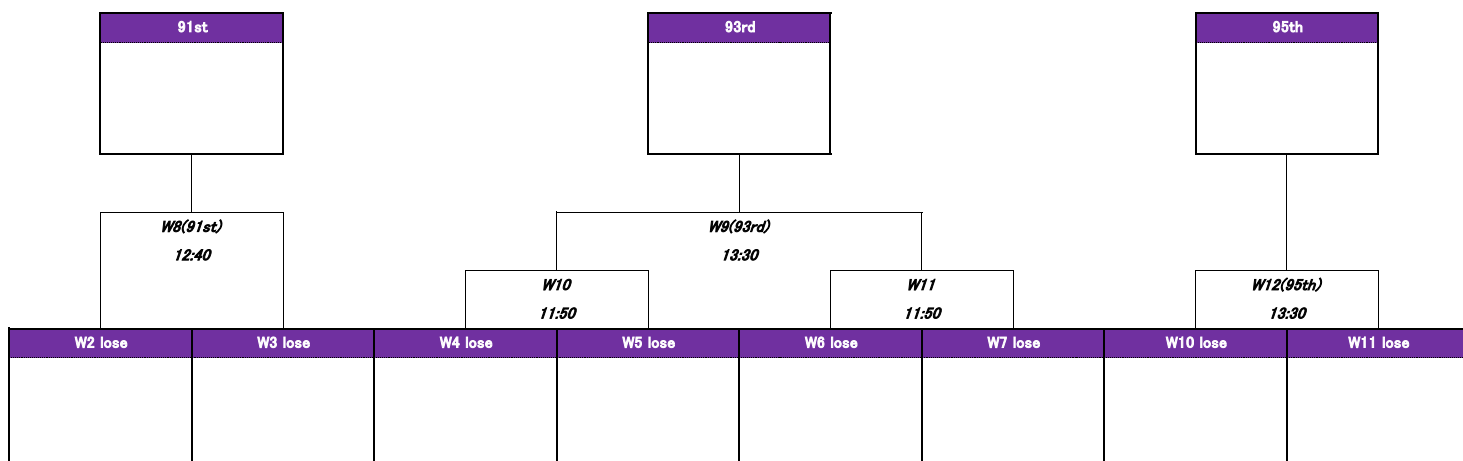 91st
93rd
95th
W8(91st)
12:40
W9(93rd)
13:30
W10
11:50
W11
11:50
W12(95th)
13:30
W2 lose
W3 lose
W4 lose
W5 lose
W6 lose
W7 lose
W10 lose
W11 lose